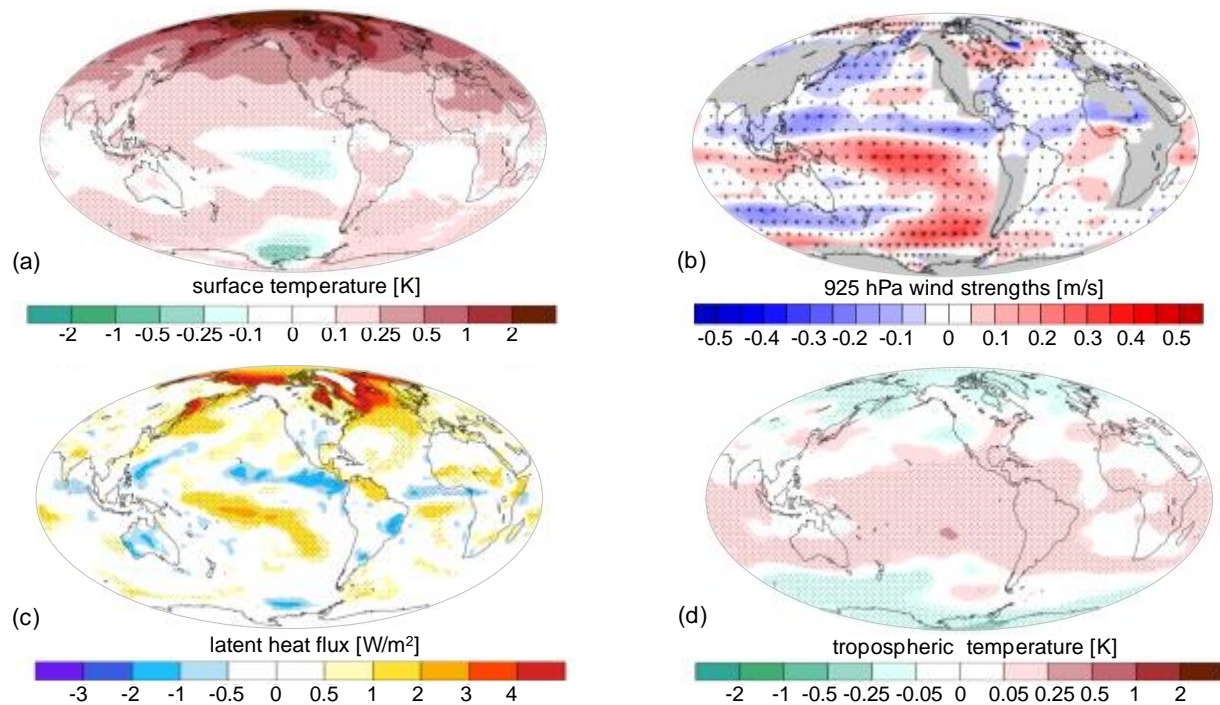 (a)
surface temperature [K]
-2 -1 -0.5 -0.25 -0.1 0 0.1 0.25 0.5 1 2
(b)
925 hPa wind strengths [m/s]
-0.5 -0.4 -0.3 -0.2 -0.1 0 0.1 0.2 0.3 0.4 0.5
(c)
latent heat flux [W/m²]
-3 -2 -1 -0.5 0 0.5 1 2 3 4
(d)
tropospheric temperature [K]
-2 -1 -0.5 -0.25 -0.05 0 0.05 0.25 0.5 1 2